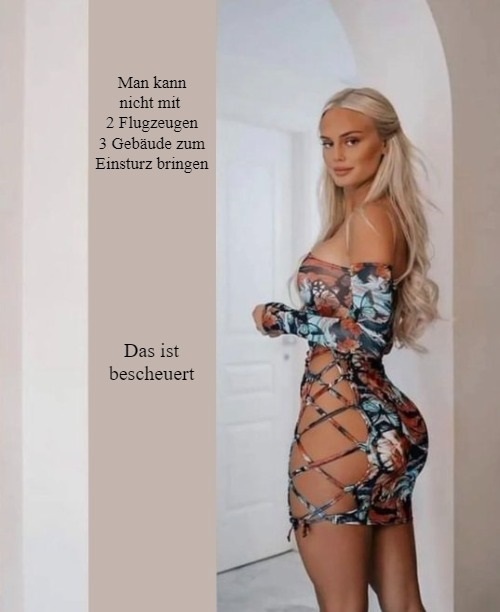 Man kann
nicht mit
2 Flugzeugen
3 Gebäude zum
Einsturz bringen
Das ist
bescheuert